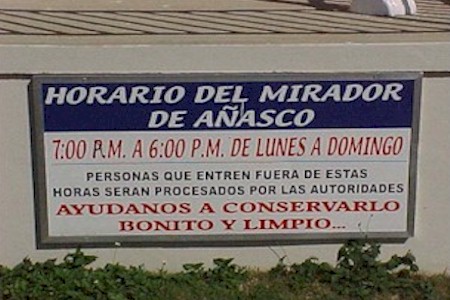 HORARIO DEL MIRADOR
DE AÑASCO
7:00 A.M. A 6:00 P.M. DE LUNES A DOMINGO
PERSONAS QUE ENTREN FUERA DE ESTAS
HORAS SERAN PROCESADOS POR LAS AUTORIDADES
AYUDANOS A CONSERVARLO
BONITO Y LIMPIO...